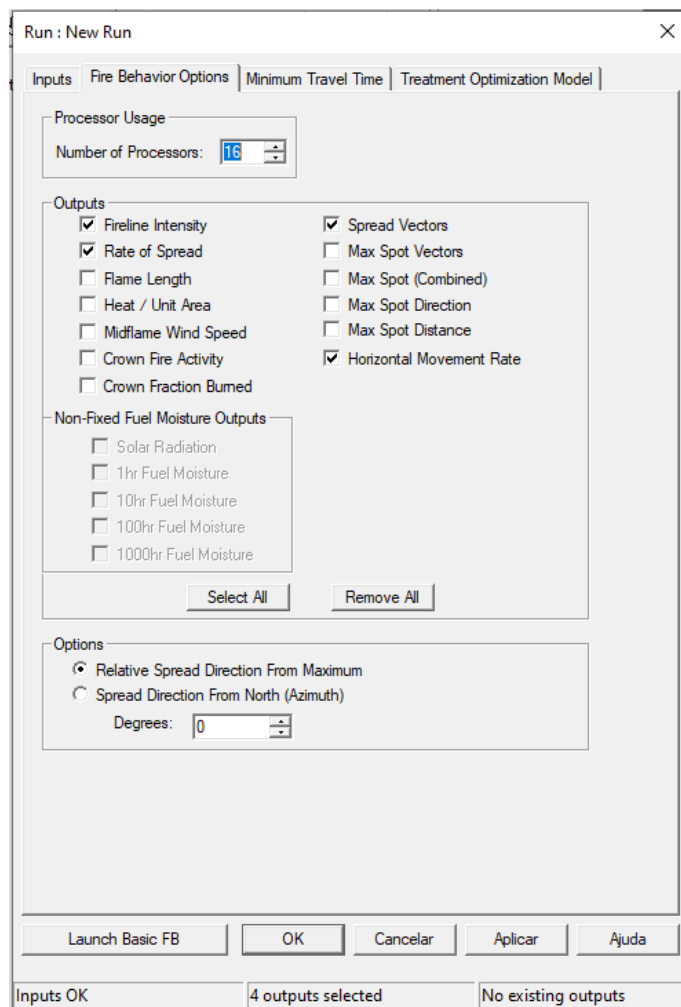 Run : New Run
Inputs
Fire Behavior Options
Minimum Travel Time
Treatment Optimization Model
Processor Usage
Number of Processors: 16
Outputs
Fireline Intensity
Rate of Spread
Flame Length
Heat / Unit Area
Midflame Wind Speed
Crown Fire Activity
Crown Fraction Burned
Spread Vectors
Max Spot Vectors
Max Spot (Combined)
Max Spot Direction
Max Spot Distance
Horizontal Movement Rate
Non-Fixed Fuel Moisture Outputs
Solar Radiation
1hr Fuel Moisture
10hr Fuel Moisture
100hr Fuel Moisture
1000hr Fuel Moisture
Select All
Remove All
Options
Relative Spread Direction From Maximum
Spread Direction From North (Azimuth)
Degrees: 0
Launch Basic FB
OK
Cancelar
Aplicar
Ajuda
Inputs OK
4 outputs selected
No existing outputs